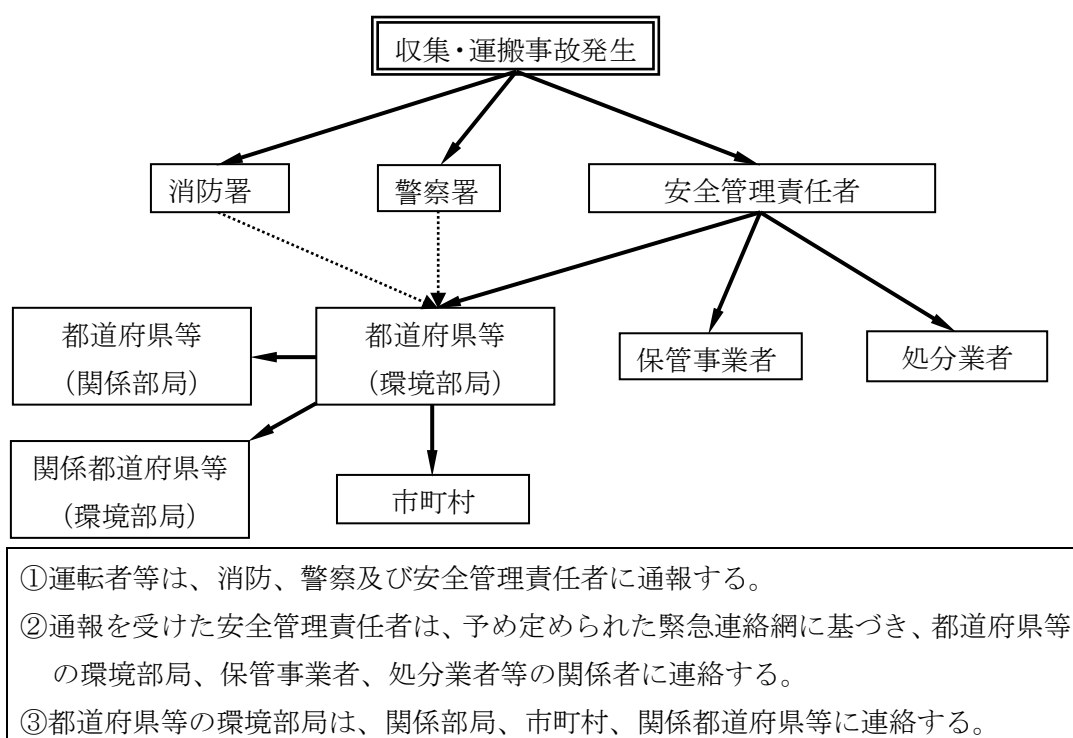 収集・運搬事故発生
消防署
警察署
安全管理責任者
都道府県等
（関係部局）
都道府県等
（環境部局）
保管事業者
処分業者
関係都道府県等
（環境部局）
市町村
①運転者等は、消防、警察及び安全管理責任者に通報する。
②通報を受けた安全管理責任者は、予め定められた緊急連絡網に基づき、都道府県等
の環境部局、保管事業者、処分業者等の関係者に連絡する。
③都道府県等の環境部局は、関係部局、市町村、関係都道府県等に連絡する。